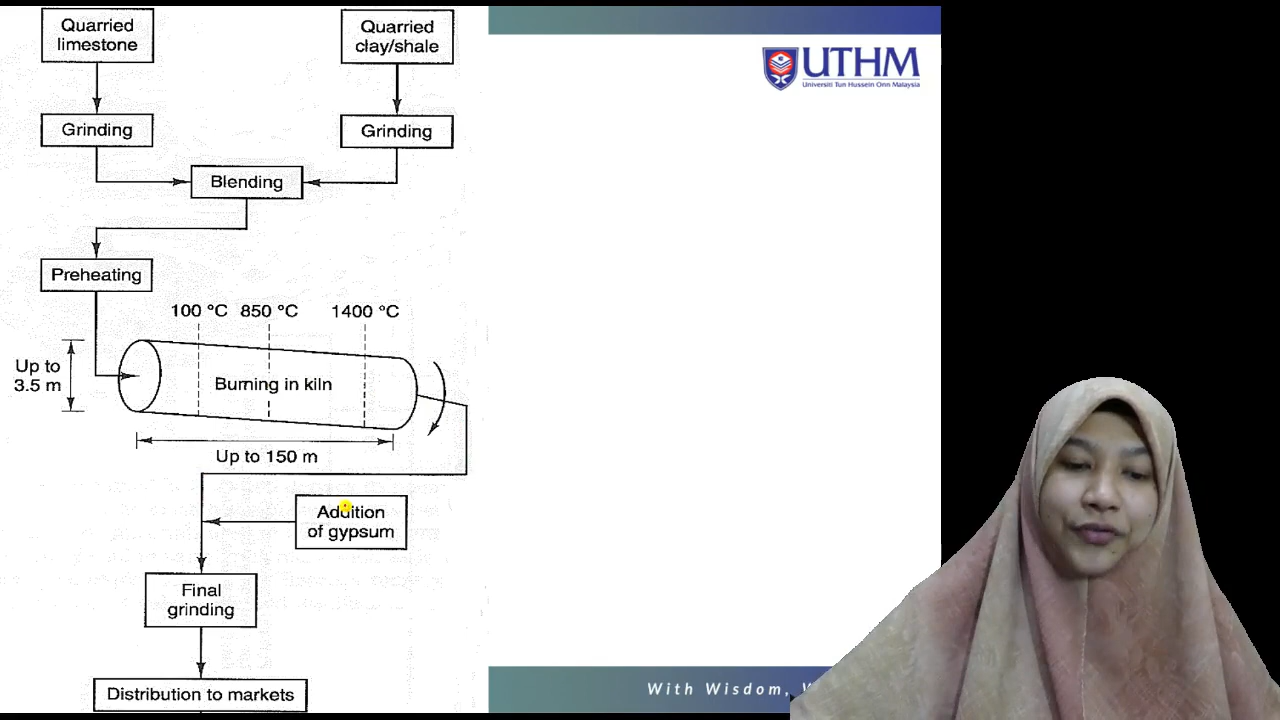 Quarried
limestone
Quarried
clay/shale
UTHM
Universiti Tun Hussein Onn Malaysia
Grinding
Grinding
Blending
Preheating
100 °C
850 °C
1400 °C
Up to
3.5 m
Burning in kiln
Up to 150 m
Addition
of gypsum
Final
grinding
Distribution to markets
With Wisdom,